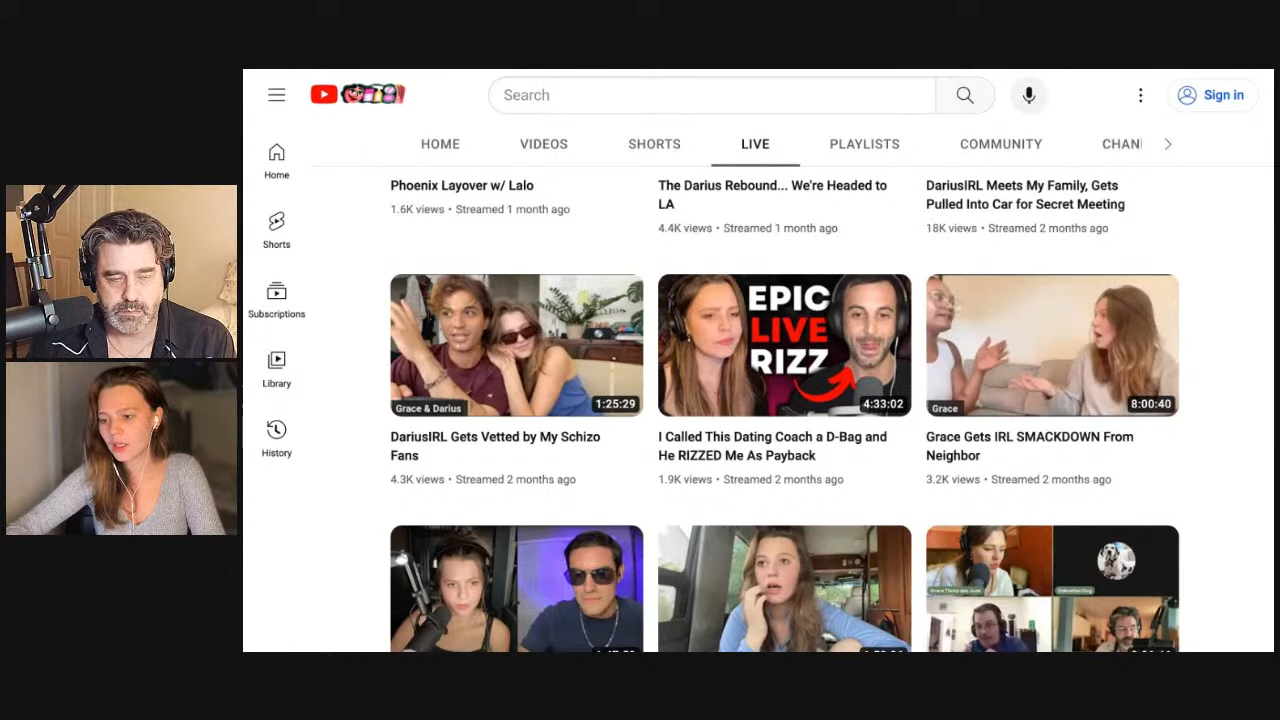 Search
Sign in
HOME
VIDEOS
SHORTS
LIVE
PLAYLISTS
COMMUNITY
CHAN
Home
Shorts
Subscriptions
Library
History
Phoenix Layover w/ Lalo
1.6K views • Streamed 1 month ago
The Darius Rebound... We're Headed to
LA
4.4K views • Streamed 1 month ago
DariusIRL Meets My Family, Gets
Pulled Into Car for Secret Meeting
18K views • Streamed 2 months ago
Grace & Darius
1:25:29
DariusIRL Gets Vetted by My Schizo
Fans
4.3K views • Streamed 2 months ago
EPIC
LIVE
RIZZ
4:33:02
I Called This Dating Coach a D-Bag and
He RIZZED Me As Payback
1.9K views • Streamed 2 months ago
Grace
8:00:40
Grace Gets IRL SMACKDOWN From
Neighbor
3.2K views • Streamed 2 months ago